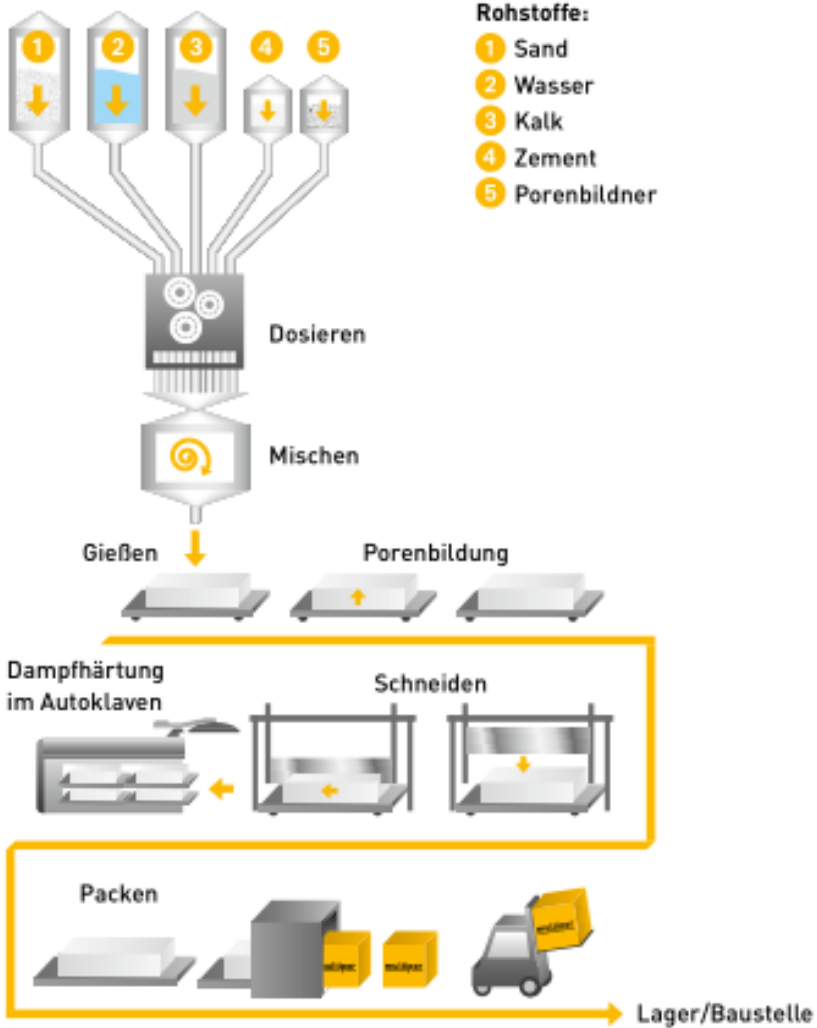 1
2
3
4
5
Rohstoffe:
1 Sand
2 Wasser
3 Kalk
4 Zement
5 Porenbildner
Dosieren
Mischen
Gießen
Porenbildung
Dampfhärtung
im Autoklaven
Schneiden
Packen
Lager/Baustelle